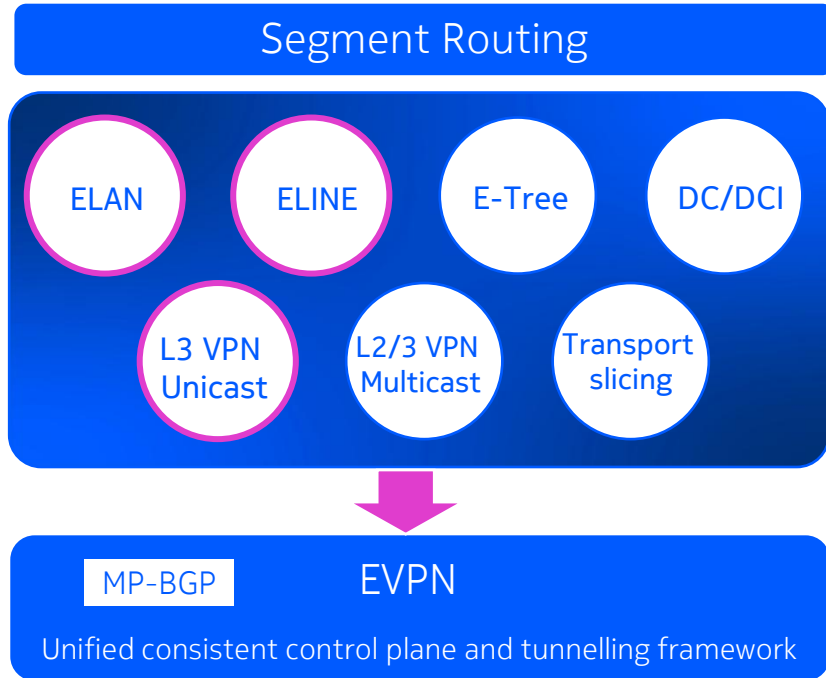 Segment Routing
ELAN
ELINE
E-Tree
DC/DCI
L3 VPN
Unicast
L2/3 VPN
Multicast
Transport
slicing
MP-BGP
EVPN
Unified consistent control plane and tunnelling framework